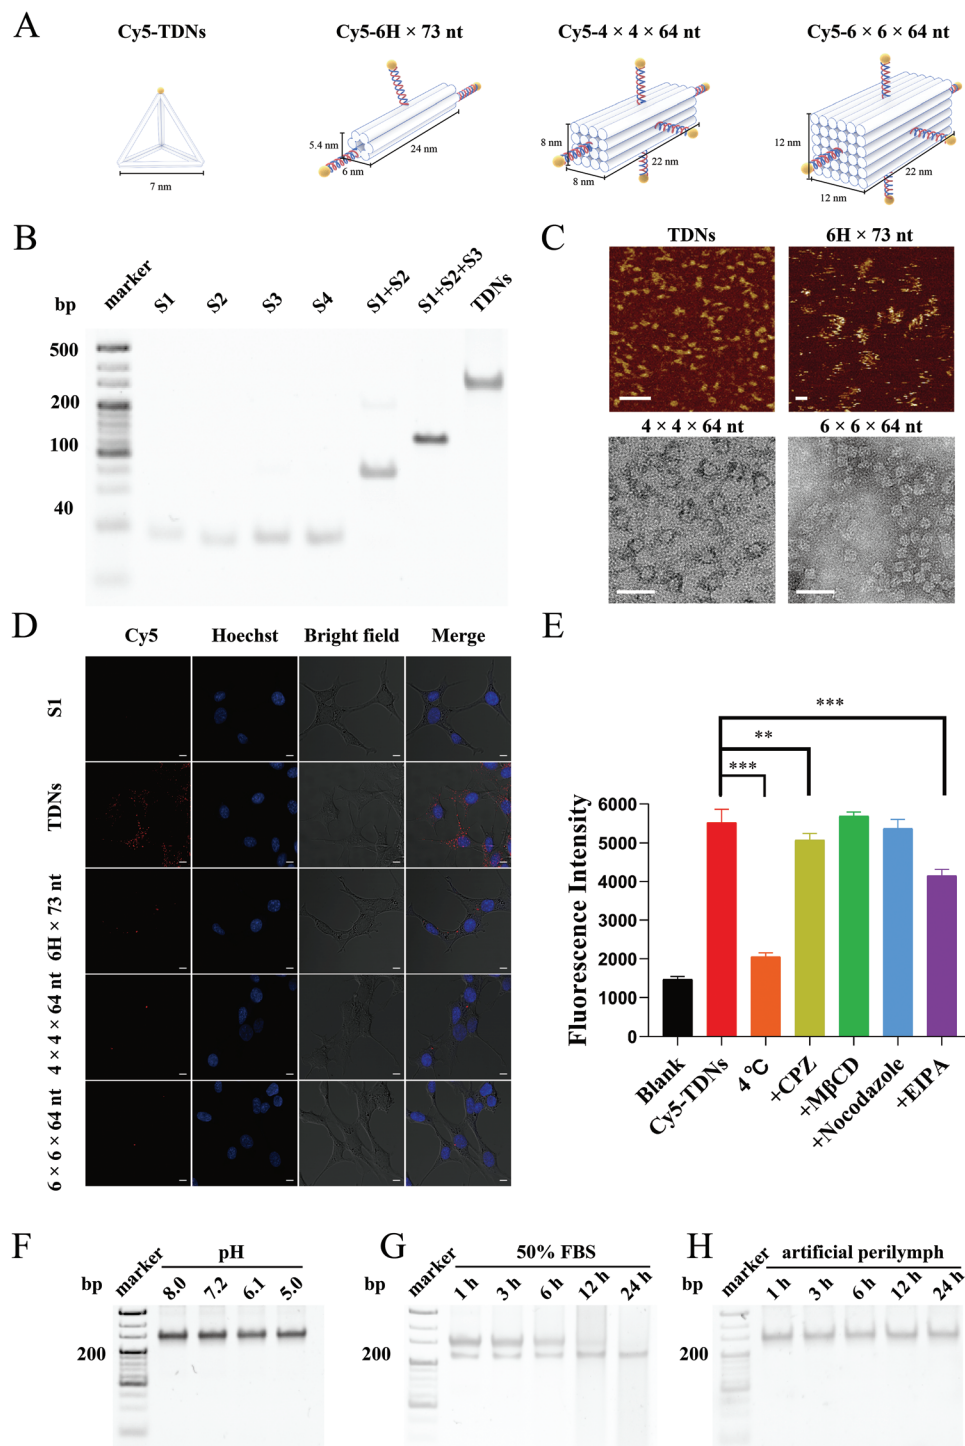 A
Cy5-TDNs
Cy5-6H × 73 nt
Cy5-4 × 4 × 64 nt
Cy5-6 × 6 × 64 nt
7 nm
5.4 nm
6 nm
24 nm
8 nm
8 nm
22 nm
12 nm
12 nm
22 nm
B
bp
marker
S1
S2
S3
S4
S1+S2
S1+S2+S3
TDNs
500
200
100
40
C
TDNs
6H × 73 nt
4 × 4 × 64 nt
6 × 6 × 64 nt
D
Cy5
Hoechst
Bright field
Merge
S1
TDNs
6H × 73 nt
4 × 4 × 64 nt
6 × 6 × 64 nt
E
***
**
***
Fluorescence Intensity
6000
5000
4000
3000
2000
1000
0
Blank
Cy5-TDNs
4℃
+CPZ
+MβCD
+Nocodazole
+EIPA
F
bp
marker
pH
8.0
7.2
6.1
5.0
200
G
bp
marker
50% FBS
1 h
3 h
6 h
12 h
24 h
200
H
bp
marker
artificial perilymph
1 h
3 h
6 h
12 h
24 h
200